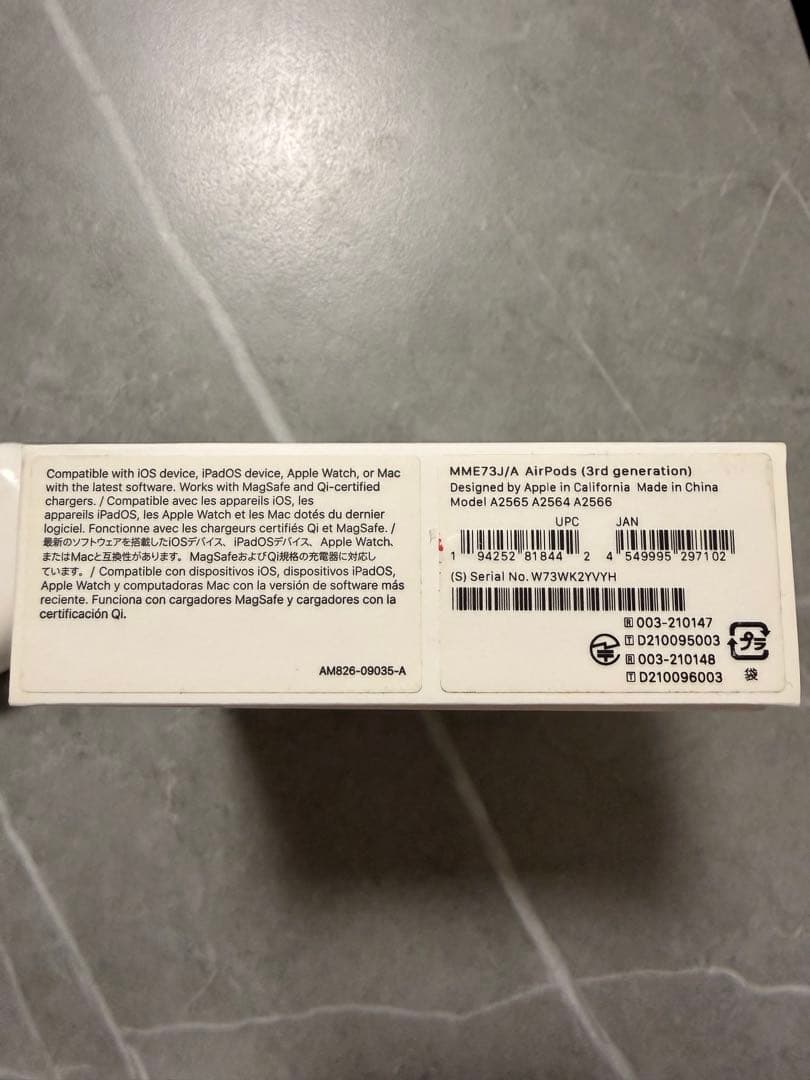 Compatible with iOS device, iPadOS device, Apple Watch, or Mac
with the latest software. Works with MagSafe and Qi-certified
chargers. / Compatible avec les appareils iOS, les
appareils iPadOS, les Apple Watch et les Mac dotés du dernier
logiciel. Fonctionne avec les chargeurs certifiés Qi et MagSafe. /
最新のソフトウェアを搭載したiOSデバイス、iPadOSデバイス、Apple Watch、
またはMacと互換性があります。MagSafeおよびQi規格の充電器に対応し
ています。/ Compatible con dispositivos iOS, dispositivos iPadOS,
Apple Watch y computadoras Mac con la versión de software más
reciente. Funciona con cargadores MagSafe y cargadores con la
certificación Qi.
AM826-09035-A
MME73J/A AirPods (3rd generation)
Designed by Apple in California Made in China
Model A2565 A2564 A2566
UPC JAN
1 94252 81844 2 4 549995 297102
(S) Serial No. W73WK2YVYH
R 003-210147
T D210095003
R 003-210148
T D210096003
プラ
袋